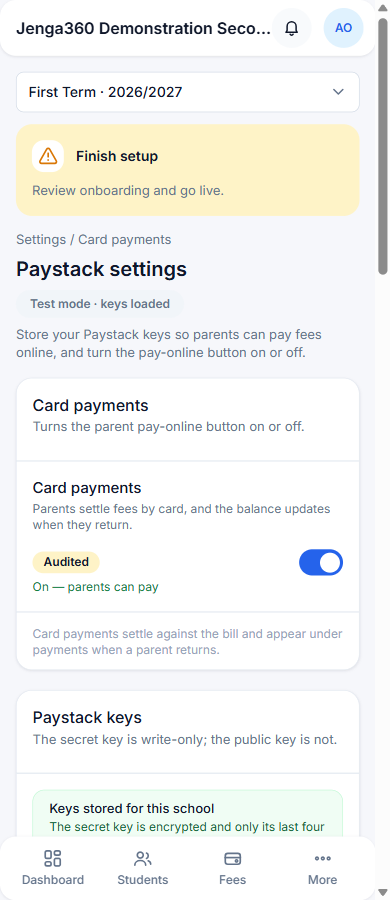 Jenga360 Demonstration Seco...
AO
First Term · 2026/2027
Finish setup
Review onboarding and go live.
Settings / Card payments
Paystack settings
Test mode · keys loaded
Store your Paystack keys so parents can pay fees
online, and turn the pay-online button on or off.
Card payments
Turns the parent pay-online button on or off.
Card payments
Parents settle fees by card, and the balance updates
when they return.
Audited
On — parents can pay
Card payments settle against the bill and appear under
payments when a parent returns.
Paystack keys
The secret key is write-only; the public key is not.
Keys stored for this school
The secret key is encrypted and only its last four
Dashboard
Students
Fees
More